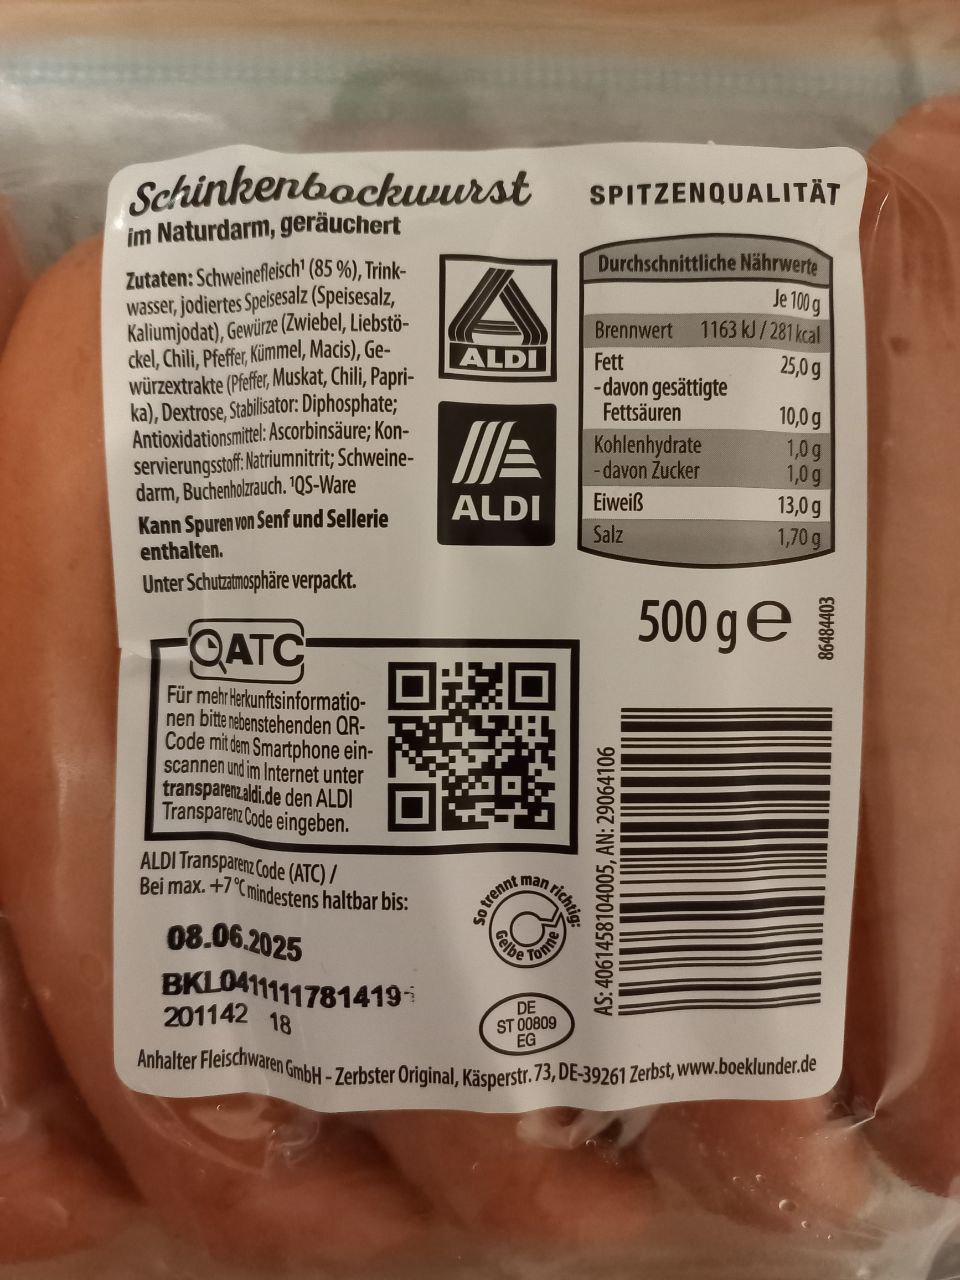 Schinkenbockwurst
im Naturdarm, geräuchert
SPITZENQUALITÄT
Zutaten: Schweinefleisch¹ (85 %), Trink-
wasser, jodiertes Speisesalz (Speisesalz,
Kaliumjodat), Gewürze (Zwiebel, Liebstö-
ckel, Chili, Pfeffer, Kümmel, Macis), Ge-
würzextrakte (Pfeffer, Muskat, Chili, Papri-
ka), Dextrose, Stabilisator: Diphosphate;
Antioxidationsmittel: Ascorbinsäure; Kon-
servierungsstoff: Natriumnitrit; Schweine-
darm, Buchenholzrauch. ¹QS-Ware
Kann Spuren von Senf und Sellerie
enthalten.
Unter Schutzatmosphäre verpackt.
ALDI
ALDI
Durchschnittliche Nährwerte
Je 100 g
Brennwert 1163 kJ / 281 kcal
Fett 25,0 g
- davon gesättigte
Fettsäuren 10,0 g
Kohlenhydrate 1,0 g
- davon Zucker 1,0 g
Eiweiß 13,0 g
Salz 1,70 g
500 g e
86484403
ATC
Für mehr Herkunftsinformatio-
nen bitte nebenstehenden QR-
Code mit dem Smartphone ein-
scannen und im Internet unter
transparenz.aldi.de den ALDI
Transparenz Code eingeben.
AS: 4061458104005, AN: 29064106
ALDI Transparenz Code (ATC) /
Bei max. +7 °C mindestens haltbar bis:
08.06.2025
BKL0411111781419-
201142 18
So trennt man richtig:
Gelbe Tonne
DE
ST 00809
EG
Anhalter Fleischwaren GmbH - Zerbster Original, Käsperstr. 73, DE-39261 Zerbst, www.boeklunder.de